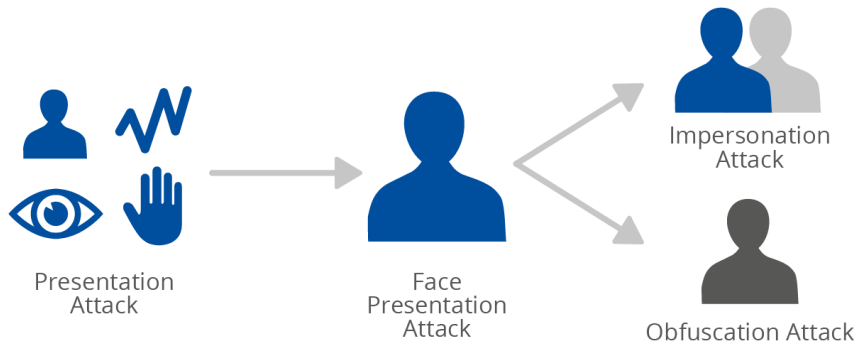 Presentation
Attack
Face
Presentation
Attack
Impersonation
Attack
Obfuscation Attack